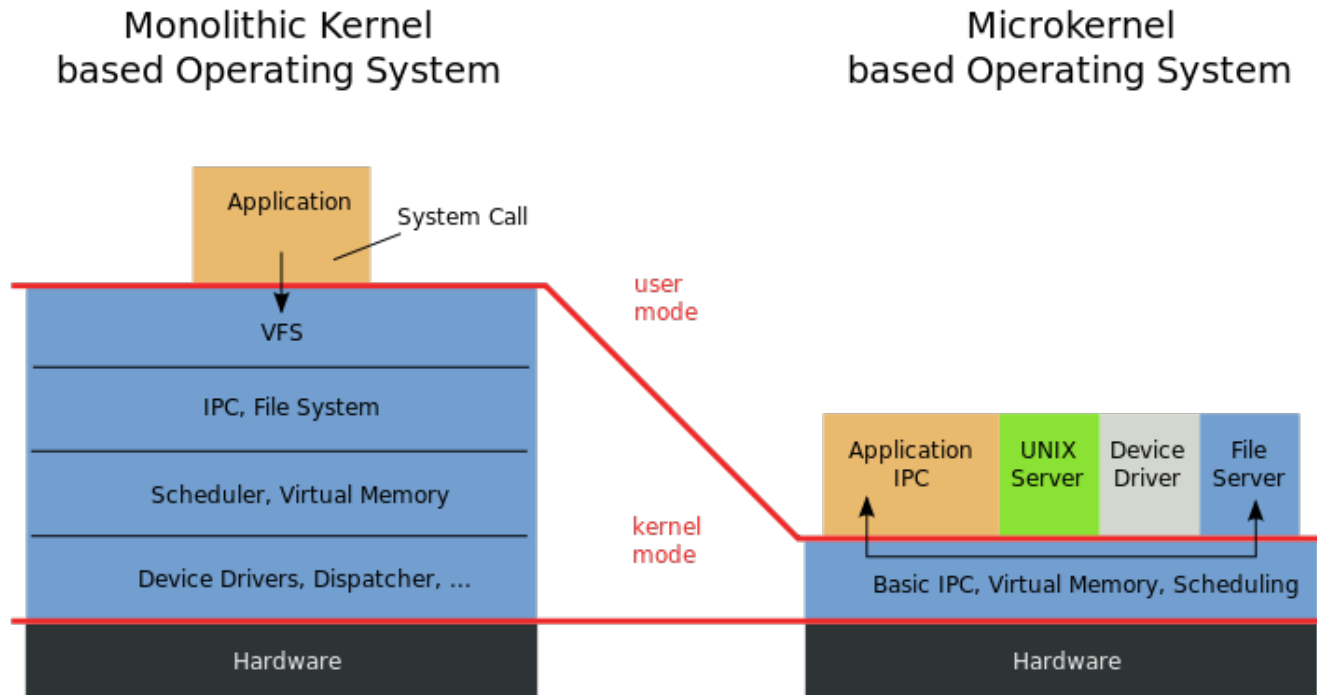 Monolithic Kernel
based Operating System
Microkernel
based Operating System
Application
System Call
user
mode
VFS
IPC, File System
Scheduler, Virtual Memory
Device Drivers, Dispatcher, ...
Hardware
kernel
mode
Application
IPC
UNIX
Server
Device
Driver
File
Server
Basic IPC, Virtual Memory, Scheduling
Hardware